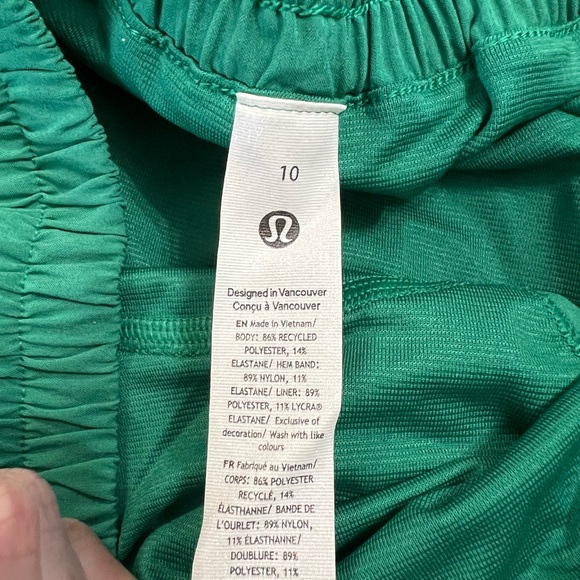 10
Designed in Vancouver
Conçu à Vancouver
EN Made in Vietnam/
BODY: 86% RECYCLED
POLYESTER, 14%
ELASTANE/ HEM BAND:
89% NYLON, 11%
ELASTANE/ LINER: 89%
POLYESTER, 11% LYCRA®
ELASTANE/ Exclusive of
decoration/ Wash with like
colours
FR Fabriqué au Vietnam/
CORPS: 86% POLYESTER
RECYCLÉ, 14%
ÉLASTHANNE/ BANDE DE
L'OURLET: 89% NYLON,
11% ÉLASTHANNE/
DOUBLURE: 89%
POLYESTER, 11%